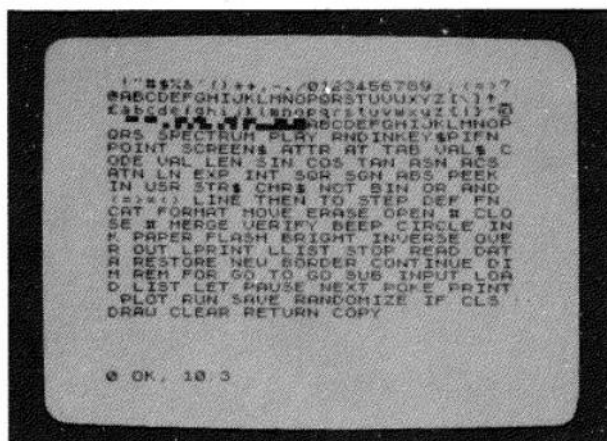 !"#$%&'()*+,-./0123456789:;<=>?
@ABCDEFGHIJKLMNOPQRSTUVWXYZ[\]↑_
£abcdefghijklmnopqrstuvwxyz{|}~©
ABCDEFGHIJKLMNOP
QRS SPECTRUM PLAY RNDINKEY$PIFN
POINT SCREEN$ ATTR AT TAB VAL$ C
ODE VAL LEN SIN COS TAN ASN ACS
ATN LN EXP INT SQR SGN ABS PEEK
IN USR STR$ CHR$ NOT BIN OR AND
<=>=<> LINE THEN TO STEP DEF FN
CAT FORMAT MOVE ERASE OPEN # CLO
SE # MERGE VERIFY BEEP CIRCLE IN
K PAPER FLASH BRIGHT INVERSE OVE
R OUT LPRINT LLIST STOP READ DAT
A RESTORE NEW BORDER CONTINUE DI
M REM FOR GO TO GO SUB INPUT LOA
D LIST LET PAUSE NEXT POKE PRINT
PLOT RUN SAVE RANDOMIZE IF CLS
DRAW CLEAR RETURN COPY
0 OK, 10:3